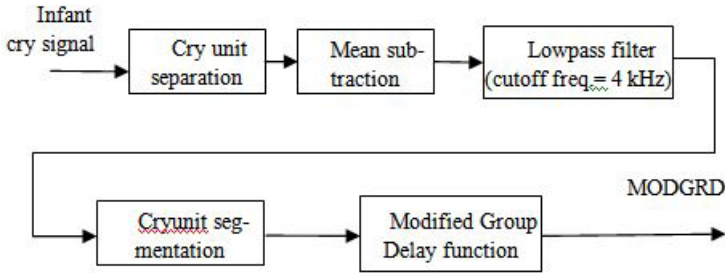 Infant
cry signal
Cry unit
separation
Mean sub-
traction
Lowpass filter
(cutoff freq.= 4 kHz)
MODGRD
Cryunit seg-
mentation
Modified Group
Delay function